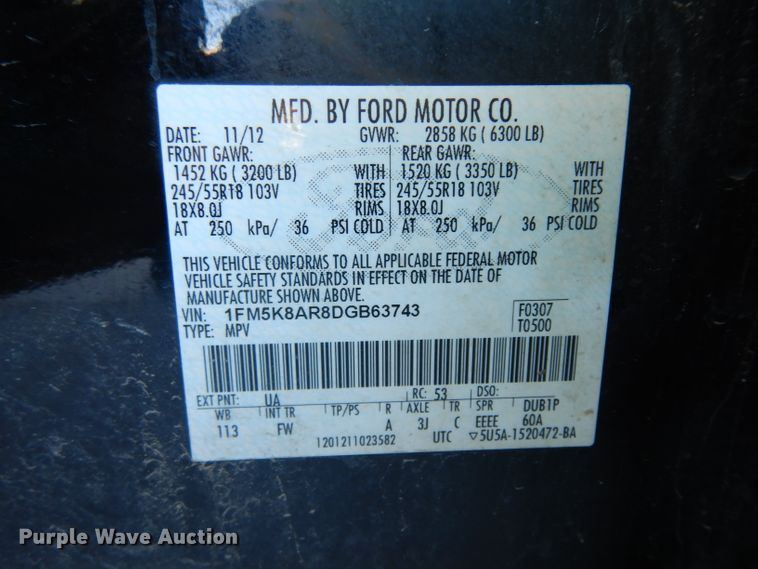 MFD. BY FORD MOTOR CO.
DATE: 11/12 GVWR: 2858 KG ( 6300 LB)
FRONT GAWR: REAR GAWR:
1452 KG ( 3200 LB) WITH 1520 KG ( 3350 LB) WITH
245/55R18 103V TIRES 245/55R18 103V TIRES
18X8.0J RIMS 18X8.0J RIMS
AT 250 kPa/ 36 PSI COLD AT 250 kPa/ 36 PSI COLD
THIS VEHICLE CONFORMS TO ALL APPLICABLE FEDERAL MOTOR
VEHICLE SAFETY STANDARDS IN EFFECT ON THE DATE OF
MANUFACTURE SHOWN ABOVE.
VIN: 1FM5K8AR8DGB63743 F0307
TYPE: MPV T0500
EXT PNT: UA RC: 53 DSO:
WB INT TR TP/PS R AXLE TR SPR DUB1P
113 FW A 3J C EEEE 60A
1201211023582 UTC ▽5U5A-1520472-BA
Purple Wave Auction